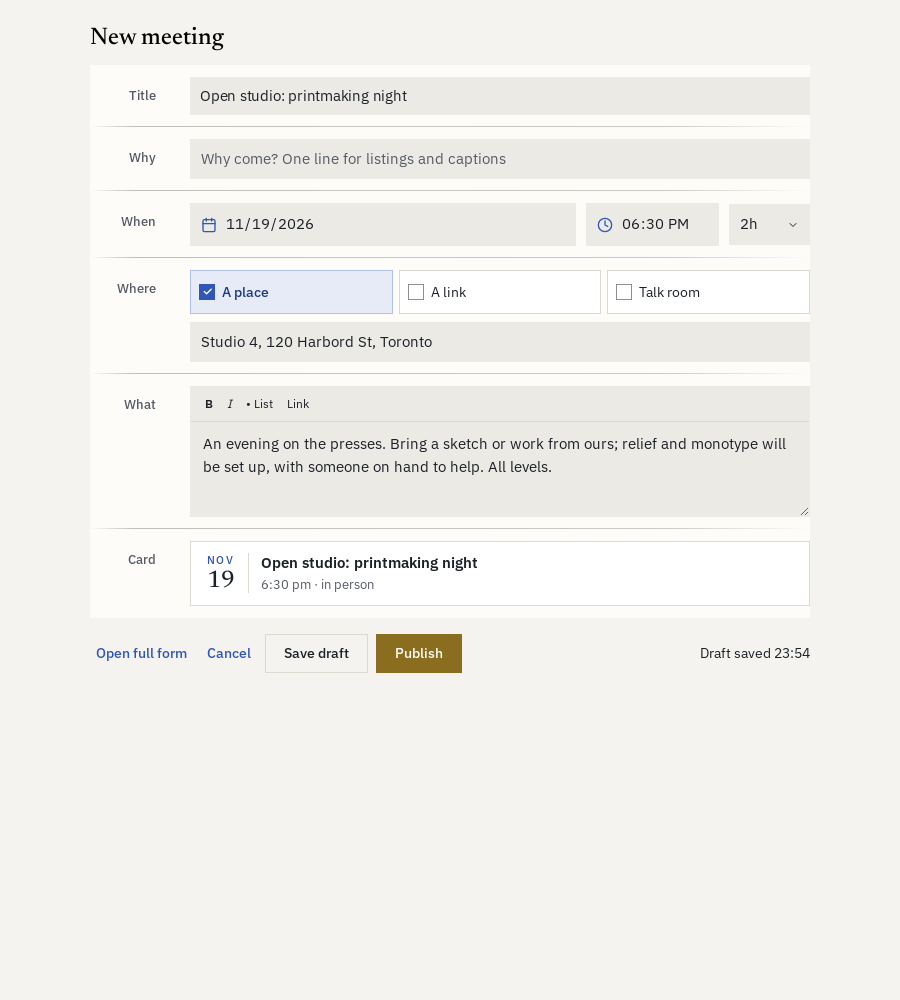 New meeting
Title
Open studio: printmaking night
Why
Why come? One line for listings and captions
When
11/19/2026
06:30 PM
2h
Where
A place
A link
Talk room
Studio 4, 120 Harbord St, Toronto
What
B I • List Link
An evening on the presses. Bring a sketch or work from ours; relief and monotype will
be set up, with someone on hand to help. All levels.
Card
NOV
19
Open studio: printmaking night
6:30 pm · in person
Open full form
Cancel
Save draft
Publish
Draft saved 23:54